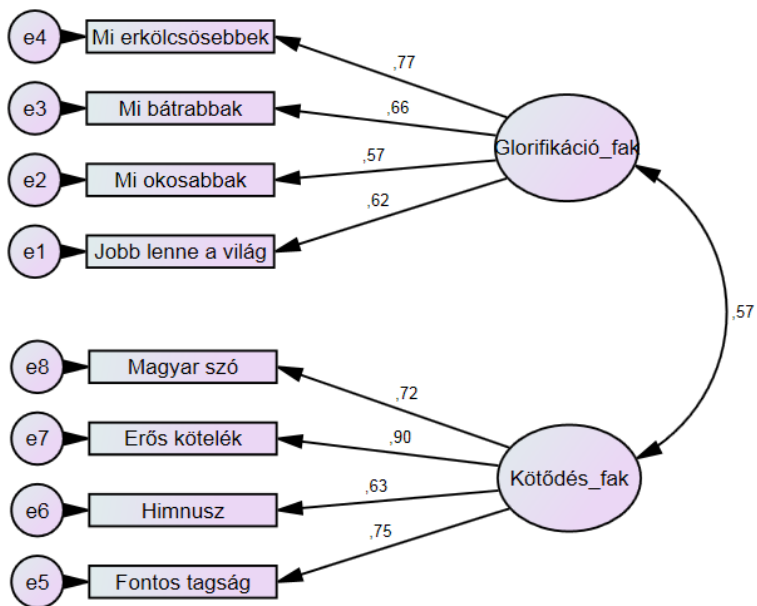 e4 Mi erkölcsösebbek
,77
e3 Mi bátrabbak
,66
Glorifikáció_fak
e2 Mi okosabbak
,57
,62
e1 Jobb lenne a világ
,57
e8 Magyar szó
,72
e7 Erős kötelék
,90
Kötődés_fak
e6 Himnusz
,63
,75
e5 Fontos tagság